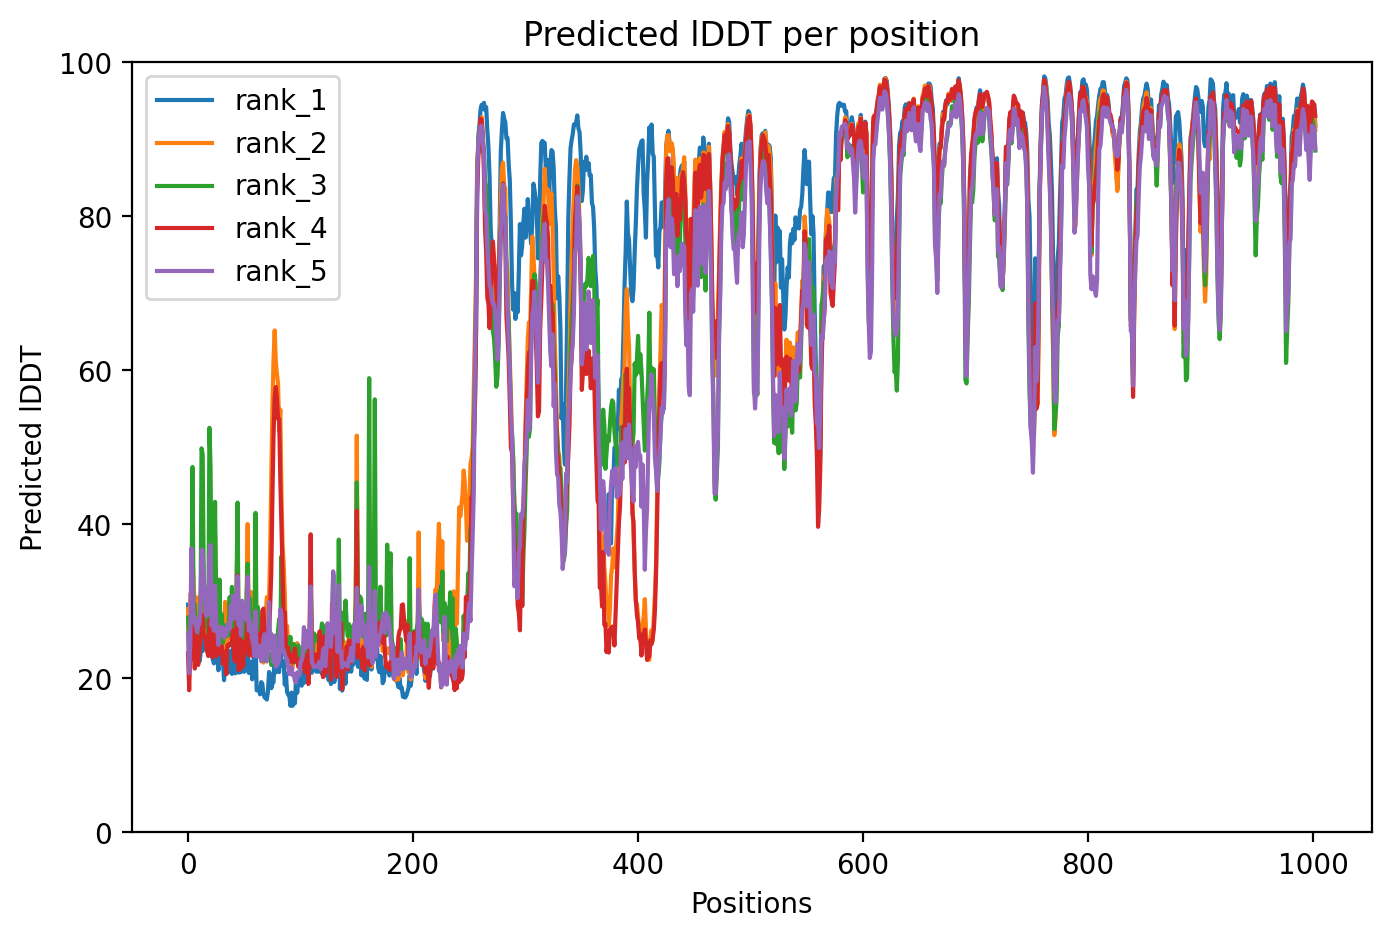 Predicted lDDT per position
100
80
60
40
20
0
Predicted lDDT
rank_1
rank_2
rank_3
rank_4
rank_5
0 200 400 600 800 1000
Positions